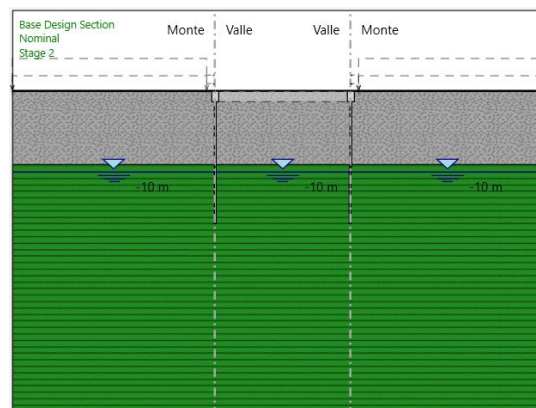 Base Design Section
Nominal
Stage 2
Monte Valle Valle Monte
-10 m -10 m -10 m